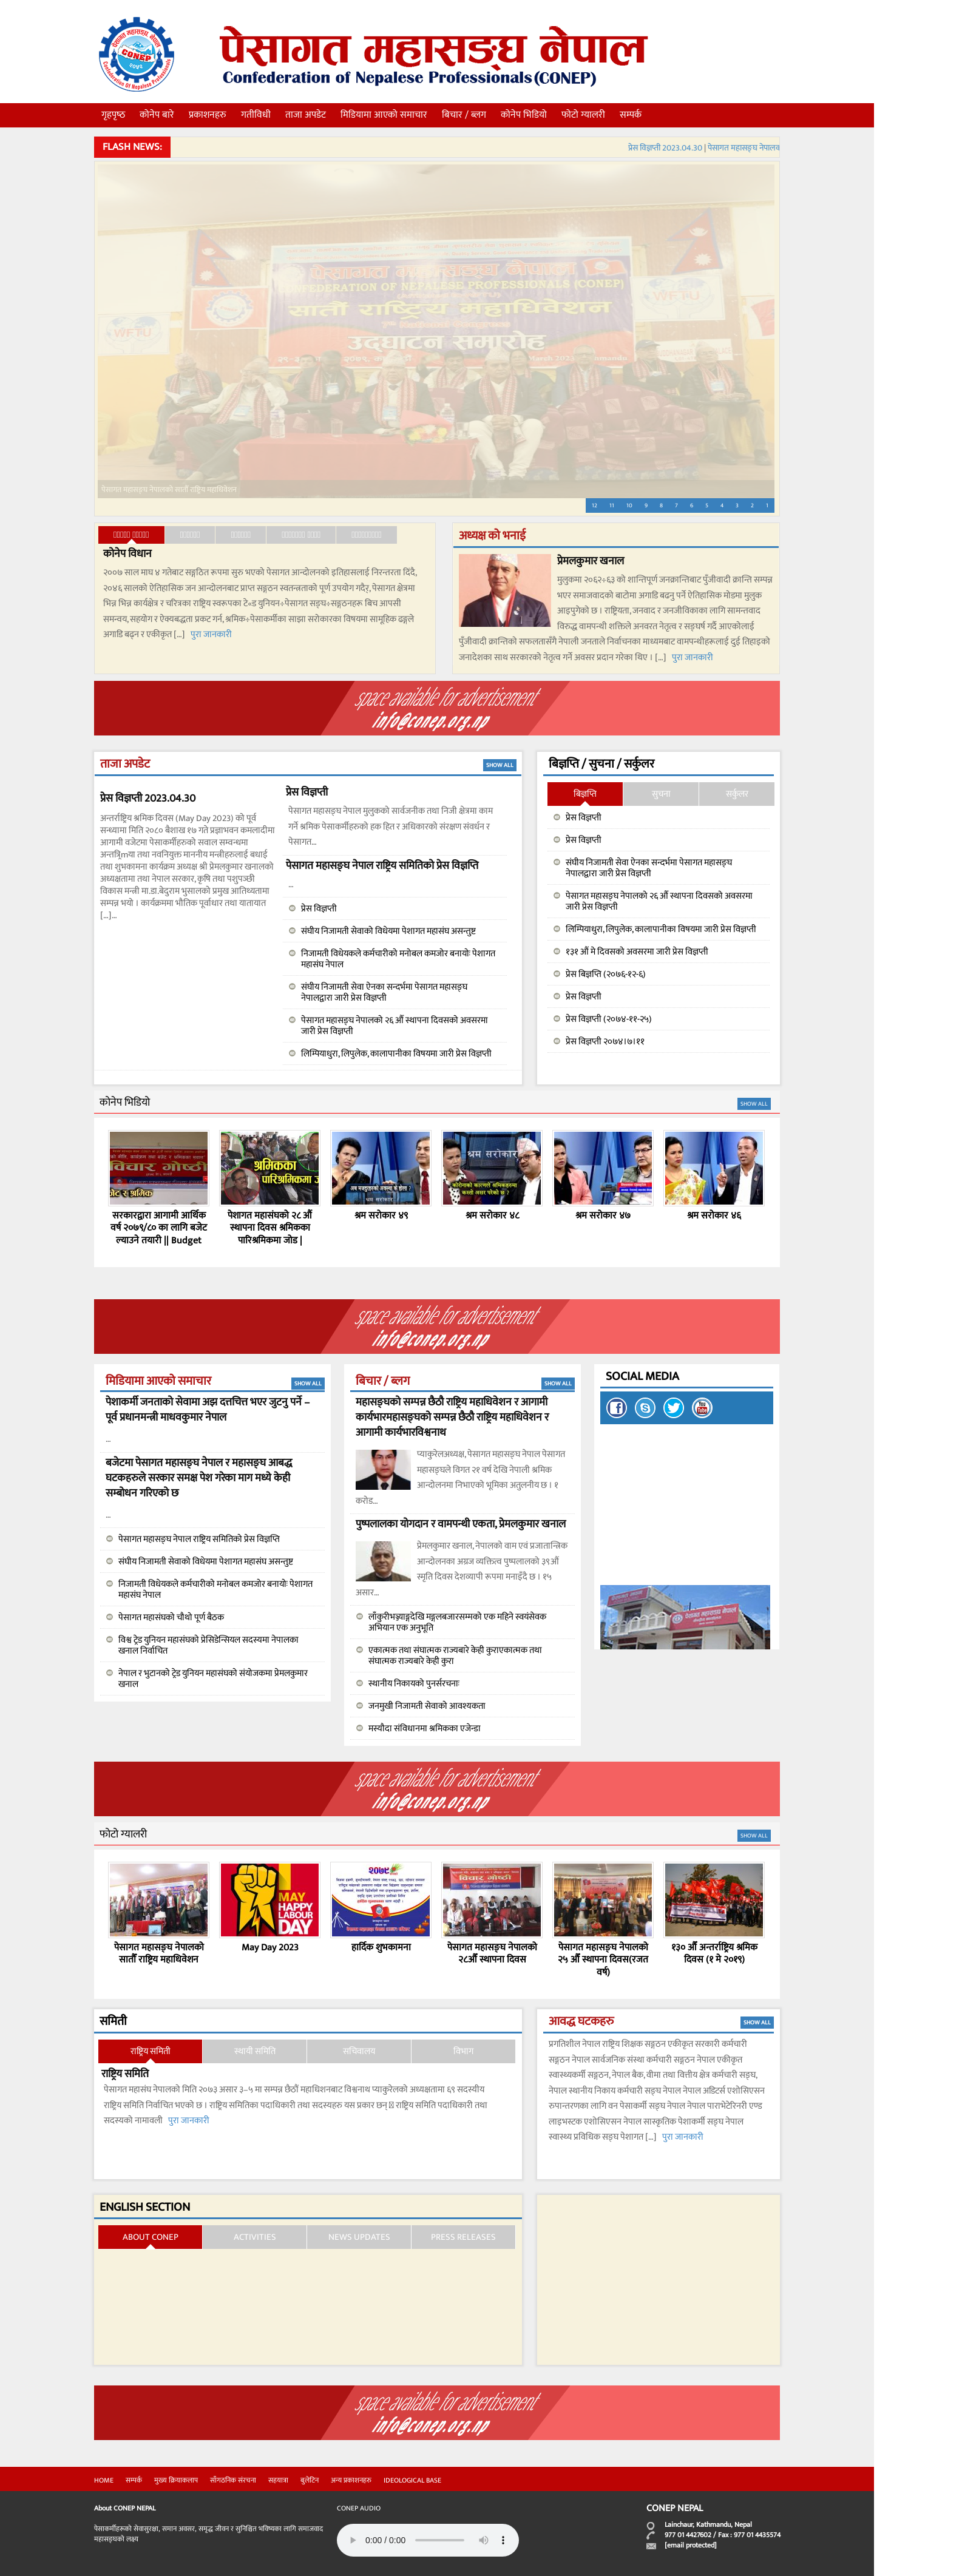 पेसागत महासङ्घ नेपाल
Confederation of Nepalese Professionals(CONEP)
गृहपृष्ठ कोनेप बारे प्रकाशनहरु गतीविधी ताजा अपडेट मिडियामा आएको समाचार बिचार / ब्लग कोनेप भिडियो फोटो ग्यालरी सम्पर्क
FLASH NEWS:
प्रेस विज्ञप्ती 2023.04.30 | पेसागत महासङ्घ नेपालव
CONFEDERATION OF NEPALESE PROFESSIONALS (CONEP)
सातौं राष्ट्रिय महाधिवेशन
उद्घाटन समारोह
पेसागत महासङ्घ नेपालको सातौं राष्ट्रिय महाधिवेशन
12 11 10 9 8 7 6 5 4 3 2 1
कोनेप विधान
२००७ साल माघ ४ गतेबाट सङ्गठित रूपमा सुरु भएको पेसागत आन्दोलनको इतिहासलाई निरन्तरता दिंदै,
२०४६ सालको ऐतिहासिक जन आन्दोलनबाट प्राप्त सङ्गठन स्वतन्त्रताको पूर्ण उपयोग गर्दैर्, पेसागत क्षेत्रमा
भिन्न भिन्न कार्यक्षेत्र र चरित्रका राष्ट्रिय स्वरूपका टे«ड युनियन÷पेसागत सङ्घ÷सङ्गठनहरू बिच आपसी
समन्वय, सहयोग र ऐक्यबद्धता प्रकट गर्न, श्रमिक÷पेसाकर्मीका साझा सरोकारका विषयमा सामूहिक ढङ्गले
अगाडि बढ्न र एकीकृत [...] पुरा जानकारी
अध्यक्ष को भनाई
प्रेमलकुमार खनाल
मुलुकमा २०६२÷६३ को शान्तिपूर्ण जनक्रान्तिबाट पुँजीवादी क्रान्ति सम्पन्न
भएर समाजवादको बाटोमा अगाडि बढनु पर्ने ऐतिहासिक मोडमा मुलुक
आइपुगेको छ । राष्ट्रियता, जनवाद र जनजीविकाका लागि सामन्तवाद
विरुद्ध वामपन्थी शक्तिले अनवरत नेतृत्व र सङ्घर्ष गर्दै आएकोलाई
पुँजीवादी क्रान्तिको सफलतासँगै नेपाली जनताले निर्वाचनका माध्यमबाट वामपन्थीहरूलाई दुई तिहाइको
जनादेशका साथ सरकारको नेतृत्व गर्ने अवसर प्रदान गरेका थिए । [...] पुरा जानकारी
space available for advertisement
info@conep.org.np
ताजा अपडेट
SHOW ALL
प्रेस विज्ञप्ती 2023.04.30
अन्तर्राष्ट्रिय श्रमिक दिवस (May Day 2023) को पूर्व
सन्ध्यामा मिति २०८० बैशाख १७ गते प्रज्ञाभवन कमलादीमा
आगामी वजेटमा पेसाकर्मीहरुको सवाल सम्वन्धमा
अन्तत्र्रिmया तथा नवनियुक्त माननीय मन्त्रीहरुलाई बधाई
तथा शुभकामना कार्यक्रम अध्यक्ष श्री प्रेमलकुमार खनालको
अध्यक्षतामा तथा नेपाल सरकार, कृषि तथा पशुपञ्छी
विकास मन्त्री मा.डा.बेदुराम भुसालको प्रमुख आतिथ्यतामा
सम्पन्न भयो । कार्यक्रममा भौतिक पूर्वाधार तथा यातायात
[...]...
प्रेस विज्ञप्ती
पेसागत महासङ्घ नेपाल मुलुकको सार्वजनीक तथा निजी क्षेत्रमा काम
गर्ने श्रमिक पेसाकर्मीहरुको हक हित र अधिकारको संरक्षण संवर्धन र
पेसागत...
पेसागत महासङ्घ नेपाल राष्ट्रिय समितिको प्रेस विज्ञप्ति
...
प्रेस विज्ञप्ती
संघीय निजामती सेवाको विधेयमा पेशागत महासंघ असन्तुष्ट
निजामती विधेयकले कर्मचारीको मनोबल कमजोर बनायोः पेशागत
महासंघ नेपाल
संघीय निजामती सेवा ऐनका सन्दर्भमा पेसागत महासङ्घ
नेपालद्वारा जारी प्रेस विज्ञप्ती
पेसागत महासङ्घ नेपालको २६ औं स्थापना दिवसको अवसरमा
जारी प्रेस विज्ञप्ती
लिम्पियाधुरा, लिपुलेक, कालापानीका विषयमा जारी प्रेस विज्ञप्ती
बिज्ञप्ति / सुचना / सर्कुलर
बिज्ञप्ति सुचना सर्कुलर
प्रेस विज्ञप्ती
प्रेस विज्ञप्ती
संघीय निजामती सेवा ऐनका सन्दर्भमा पेसागत महासङ्घ
नेपालद्वारा जारी प्रेस विज्ञप्ती
पेसागत महासङ्घ नेपालको २६ औं स्थापना दिवसको अवसरमा
जारी प्रेस विज्ञप्ती
लिम्पियाधुरा, लिपुलेक, कालापानीका विषयमा जारी प्रेस विज्ञप्ती
१३१ औं मे दिवसको अवसरमा जारी प्रेस विज्ञप्ती
प्रेस बिज्ञप्ति (२०७६-१२-६)
प्रेस विज्ञप्ती
प्रेस विज्ञप्ती (२०७४-११-२५)
प्रेस विज्ञप्ती २०७४।७।११
कोनेप भिडियो
SHOW ALL
सरकारद्वारा आगामी आर्थिक
वर्ष २०७९/८० का लागि बजेट
ल्याउने तयारी || Budget
पेशागत महासंघको २८ औं
स्थापना दिवस श्रमिकका
पारिश्रमिकमा जोड |
श्रम सरोकार ४९
श्रम सरोकार ४८
श्रम सरोकार ४७
श्रम सरोकार ४६
space available for advertisement
info@conep.org.np
मिडियामा आएको समाचार
SHOW ALL
पेशाकर्मी जनताको सेवामा अझ दत्तचित्त भएर जुटनु पर्ने –
पूर्व प्रधानमन्त्री माधवकुमार नेपाल
...
बजेटमा पेसागत महासङ्घ नेपाल र महासङ्घ आबद्ध
घटकहरुले सरकार समक्ष पेश गरेका माग मध्ये केही
सम्बोधन गरिएको छ
...
पेसागत महासङ्घ नेपाल राष्ट्रिय समितिको प्रेस विज्ञप्ति
संघीय निजामती सेवाको विधेयमा पेशागत महासंघ असन्तुष्ट
निजामती विधेयकले कर्मचारीको मनोबल कमजोर बनायोः पेशागत
महासंघ नेपाल
पेसागत महासंघको चौथो पूर्ण बैठक
विश्व ट्रेड युनियन महासंघको प्रेसिडेन्सियल सदस्यमा नेपालका
खनाल निर्वाचित
नेपाल र भुटानको ट्रेड युनियन महासंघको संयोजकमा प्रेमलकुमार
खनाल
बिचार / ब्लग
SHOW ALL
महासङ्घको सम्पन्न छैठौ राष्ट्रिय महाधिवेशन र आगामी
कार्यभारमहासङ्घको सम्पन्न छैठौ राष्ट्रिय महाधिवेशन र
आगामी कार्यभारविश्वनाथ
प्याकुरेलअध्यक्ष, पेसागत महासङ्घ नेपाल पेसागत
महासङ्घले विगत २१ वर्ष देखि नेपाली श्रमिक
आन्दोलनमा निभाएको भूमिका अतुलनीय छ । १
करोड...
पुष्पलालका योगदान र वामपन्थी एकता, प्रेमलकुमार खनाल
प्रेमलकुमार खनाल, नेपालको वाम एवं प्रजातान्त्रिक
आन्दोलनका अग्रज व्यक्तित्व पुष्पलालको ३९औं
स्मृति दिवस देशव्यापी रूपमा मनाइँदै छ । १५
असार...
लाँकुरीभञ्ज्याङ्गदेखि मङ्गलबजारसम्मको एक महिने स्वयंसेवक
अभियान एक अनुभूति
एकात्मक तथा संघात्मक राज्यबारे केही कुराएकात्मक तथा
संघात्मक राज्यबारे केही कुरा
स्थानीय निकायको पुनर्संरचनाः
जनमुखी निजामती सेवाको आवश्यकता
मस्यौदा संविधानमा श्रमिकका एजेन्डा
SOCIAL MEDIA
space available for advertisement
info@conep.org.np
फोटो ग्यालरी
SHOW ALL
पेसागत महासङ्घ नेपालको
सातौं राष्ट्रिय महाधिवेशन
MAY
HAPPY
LABOUR
DAY
May Day 2023
२०७९
हार्दिक शुभकामना
विचार गोष्ठी
पेसागत महासङ्घ नेपालको
२८औं स्थापना दिवस
पेसागत महासङ्घ नेपालको
२५ औं स्थापना दिवस(रजत
वर्ष)
१३० औं अन्तर्राष्ट्रिय श्रमिक
दिवस (१ मे २०१९)
समिती
राष्ट्रिय समिती स्थायी समिति सचिवालय बिभाग
राष्ट्रिय समिति
पेसागत महासंघ नेपालको मिति २०७३ असार ३–५ मा सम्पन्न छैठौं महाधिशनबाट विश्वनाथ प्याकुरेलको अध्यक्षतामा ६९ सदस्यीय
राष्ट्रिय समिति निर्वाचित भएको छ । राष्ट्रिय समितिका पदाधिकारी तथा सदस्यहरु यस प्रकार छन्ः राष्ट्रिय समिति पदाधिकारी तथा
सदस्यको नामावली पुरा जानकारी
आवद्ध घटकहरु
SHOW ALL
प्रगतिशील नेपाल राष्ट्रिय शिक्षक सङ्गठन एकीकृत सरकारी कर्मचारी
सङ्गठन नेपाल सार्वजनिक संस्था कर्मचारी सङ्गठन नेपाल एकीकृत
स्वास्थ्यकर्मी सङ्गठन, नेपाल बैक, वीमा तथा वित्तीय क्षेत्र कर्मचारी सङ्घ,
नेपाल स्थानीय निकाय कर्मचारी सङ्घ नेपाल नेपाल अडिटर्स एशोसिएसन
रुपान्तरणका लागि वन पेसाकर्मी सङ्घ नेपाल नेपाल पाराभेटेरिनरी एण्ड
लाइभस्टक एशोसिएसन नेपाल सास्कृतिक पेशाकर्मी सङ्घ नेपाल
स्वास्थ्य प्रविधिक सङ्घ पेशागत [...] पुरा जानकारी
ENGLISH SECTION
ABOUT CONEP ACTIVITIES NEWS UPDATES PRESS RELEASES
space available for advertisement
info@conep.org.np
HOME सम्पर्क मुख्य क्रियाकलाप साँगठनिक संरचना सहयात्रा बुलेटिन अन्य प्रकाशनहरु IDEOLOGICAL BASE
About CONEP NEPAL
पेसाकर्मीहरूको सेवासुरक्षा, समान अवसर, समृद्ध जीवन र सुनिश्चित भविष्यका लागि समाजवाद
महासङ्घको लक्ष्य
CONEP AUDIO
0:00 / 0:00
CONEP NEPAL
Lainchaur, Kathmandu, Nepal
977 01 4427602 / Fax : 977 01 4435574
[email protected]